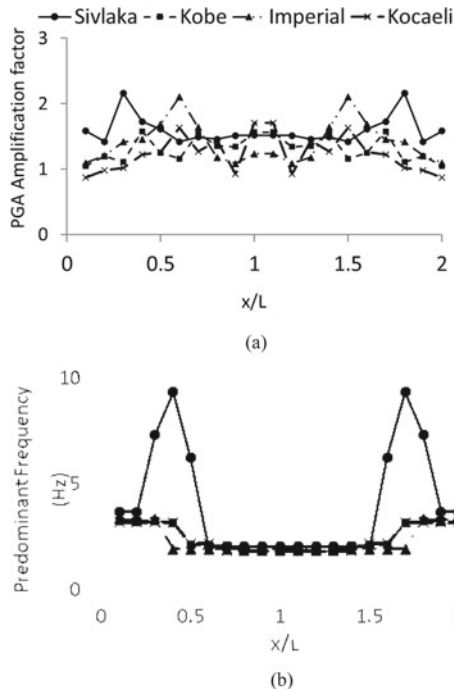 Sivlaka Kobe Imperial Kocaeli
PGA Amplification factor
3
2
1
0
0 0.5 1 1.5 2
x/L
(a)
Predominant Frequency
(Hz)
10
5
0
0 0.5 1 1.5
X/L
(b)